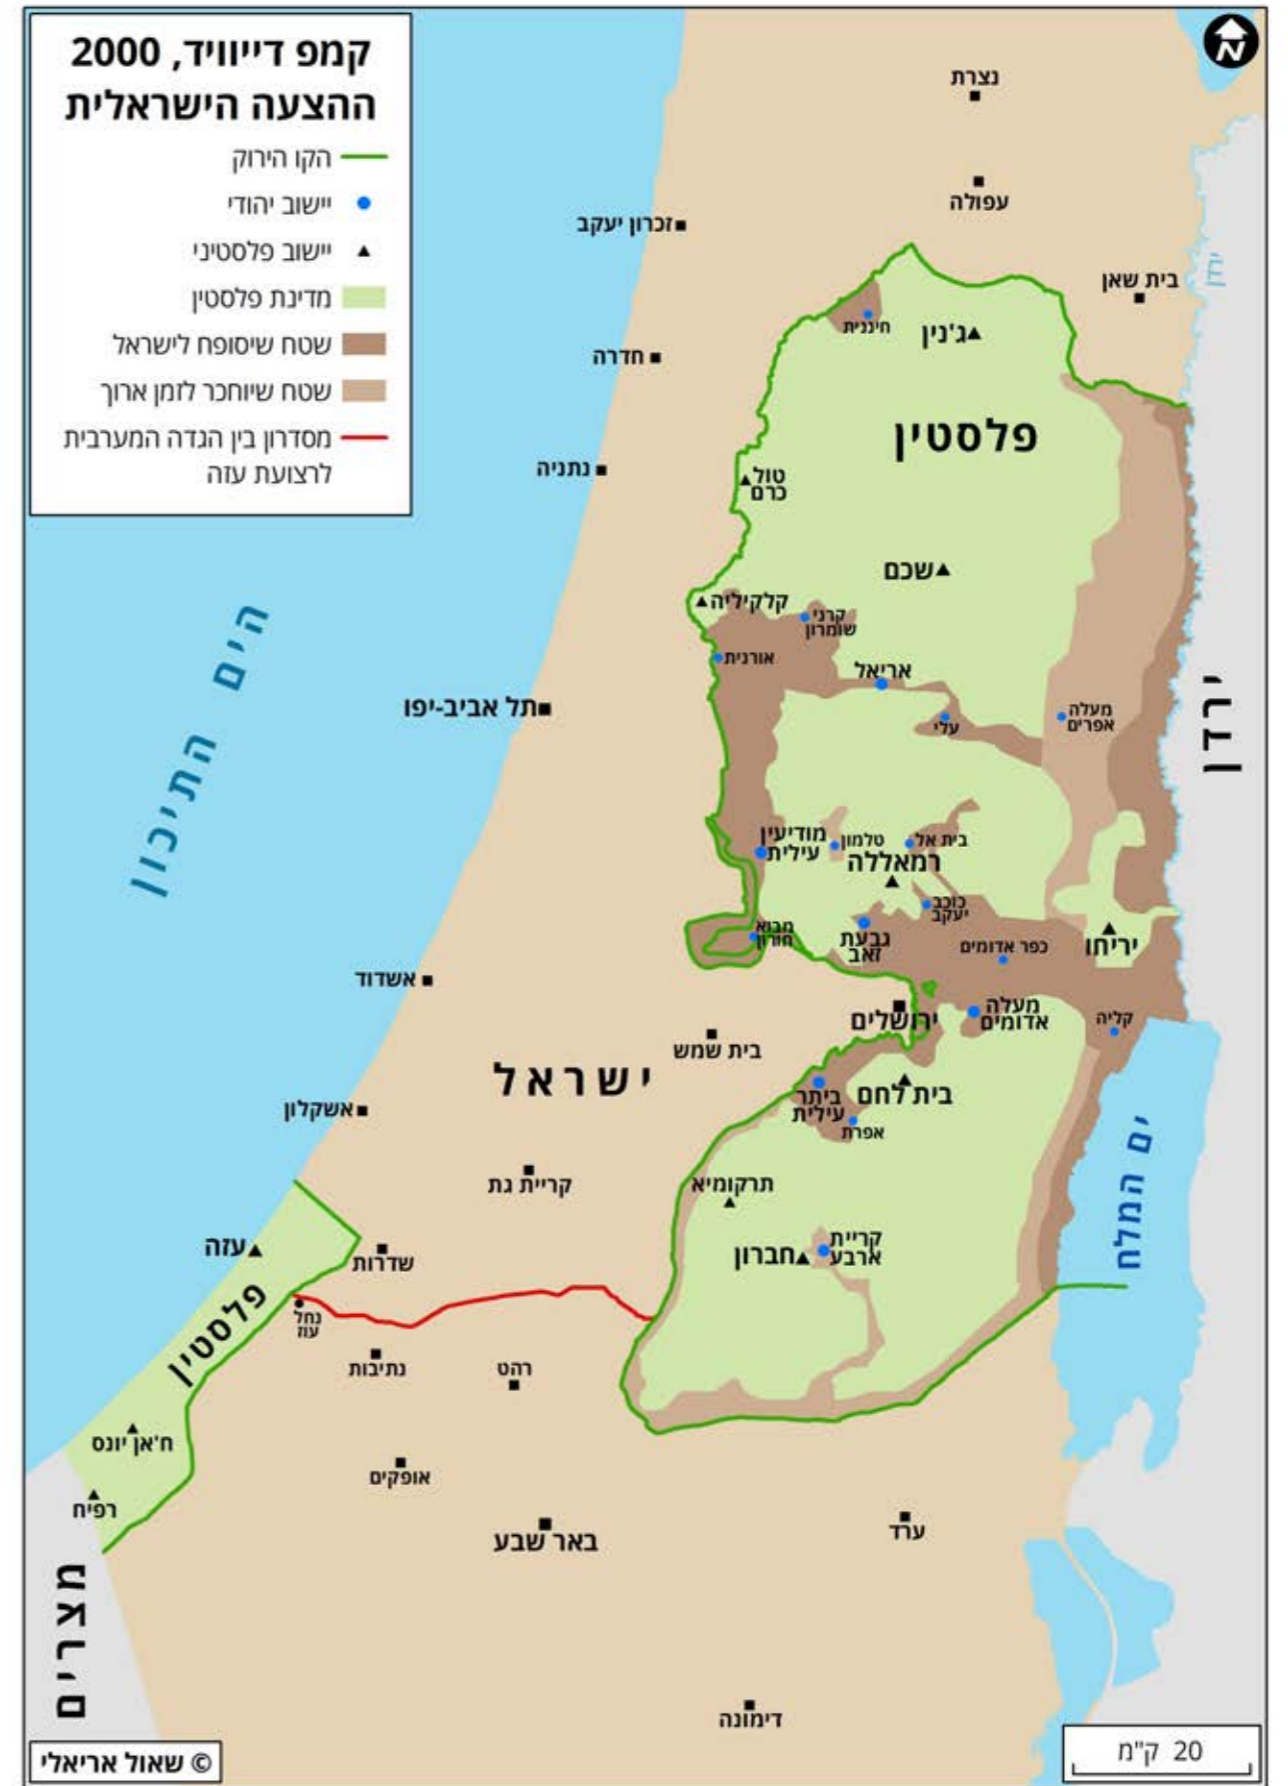 קמפ דייוויד, 2000
ההצעה הישראלית
הקו הירוק
יישוב יהודי
יישוב פלסטיני
מדינת פלסטין
שטח שיסופח לישראל
שטח שיוחכר לזמן ארוך
מסדרון בין הגדה המערבית
לרצועת עזה
N
נצרת
עפולה
זכרון יעקב
בית שאן
ירדן
חיננית
ג'נין
חדרה
פלסטין
נתניה
טול
כרם
שכם
קלקיליה
קרני
שומרון
אורנית
אריאל
הים התיכון
תל אביב-יפו
עלי
מעלה
אפרים
ירדן
מודיעין
עילית
טלמון
בית אל
רמאללה
כוכב
יעקב
מבוא
חורון
גבעת
זאב
כפר אדומים
יריחו
אשדוד
ירושלים
מעלה
אדומים
קליה
בית שמש
ישראל
בית לחם
ביתר
עילית
אפרת
אשקלון
ים המלח
קריית גת
תרקומיא
עזה
שדרות
חברון
קריית
ארבע
פלסטין
נחל
עוז
נתיבות
רהט
ח'אן יונס
אופקים
רפיח
באר שבע
ערד
מצרים
דימונה
© שאול אריאלי
20 ק"מ